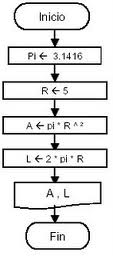 Inicio
Pi ← 3.1416
R ← 5
A ← pi * R ^ 2
L ← 2 * pi * R
A , L
Fin